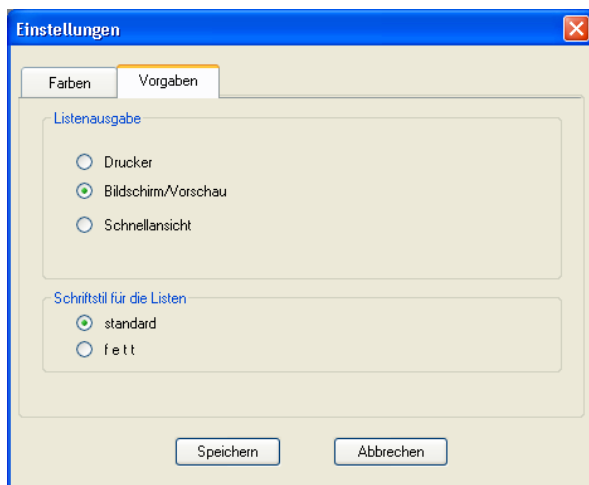 Einstellungen
Farben Vorgaben
Listenausgabe
Drucker
Bildschirm/Vorschau
Schnellansicht
Schriftstil für die Listen
standard
f e t t
Speichern Abbrechen